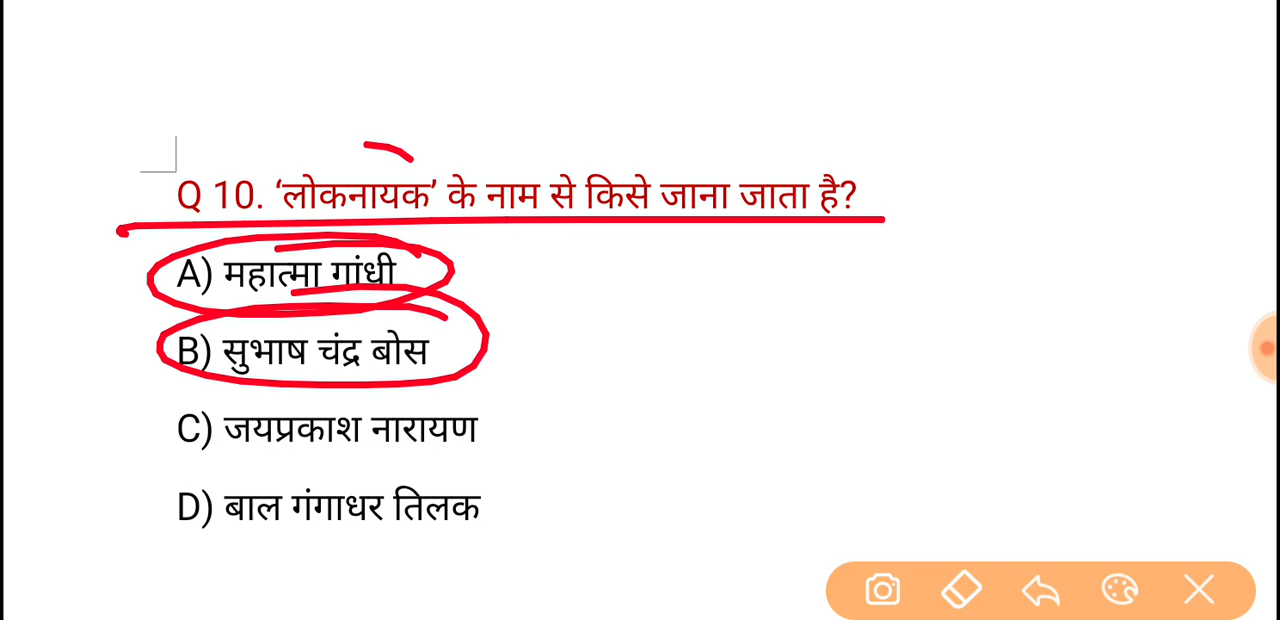 Q 10. ‘लोकनायक’ के नाम से किसे जाना जाता है?
A) महात्मा गांधी
B) सुभाष चंद्र बोस
C) जयप्रकाश नारायण
D) बाल गंगाधर तिलक